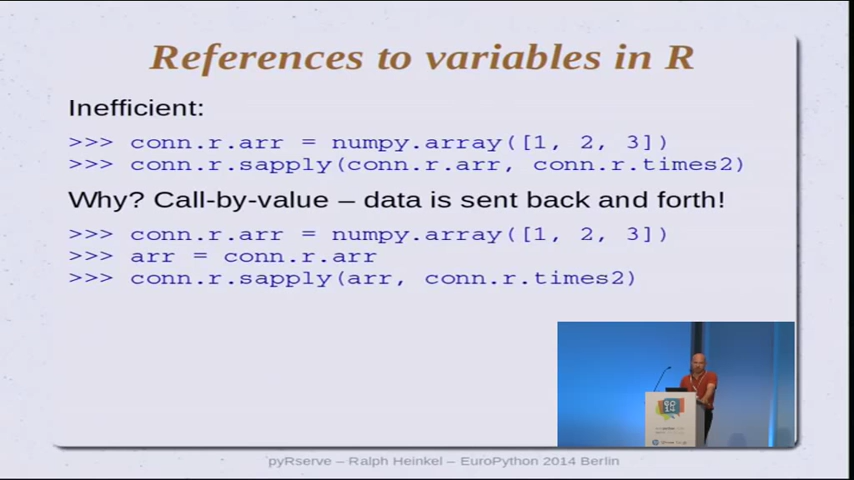 References to variables in R
Inefficient:
>>> conn.r.arr = numpy.array([1, 2, 3])
>>> conn.r.sapply(conn.r.arr, conn.r.times2)
Why? Call-by-value – data is sent back and forth!
>>> conn.r.arr = numpy.array([1, 2, 3])
>>> arr = conn.r.arr
>>> conn.r.sapply(arr, conn.r.times2)
pyRserve – Ralph Heinkel – EuroPython 2014 Berlin